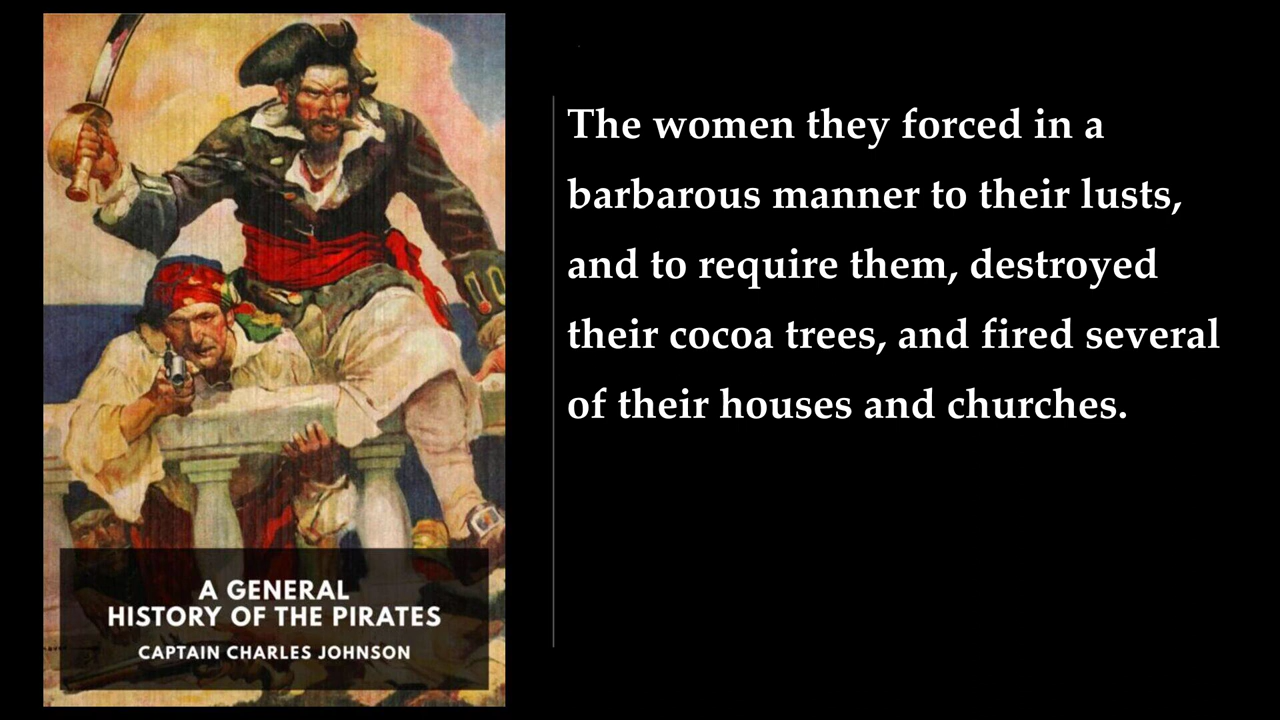 A GENERAL
HISTORY OF THE PIRATES
CAPTAIN CHARLES JOHNSON
The women they forced in a
barbarous manner to their lusts,
and to require them, destroyed
their cocoa trees, and fired several
of their houses and churches.